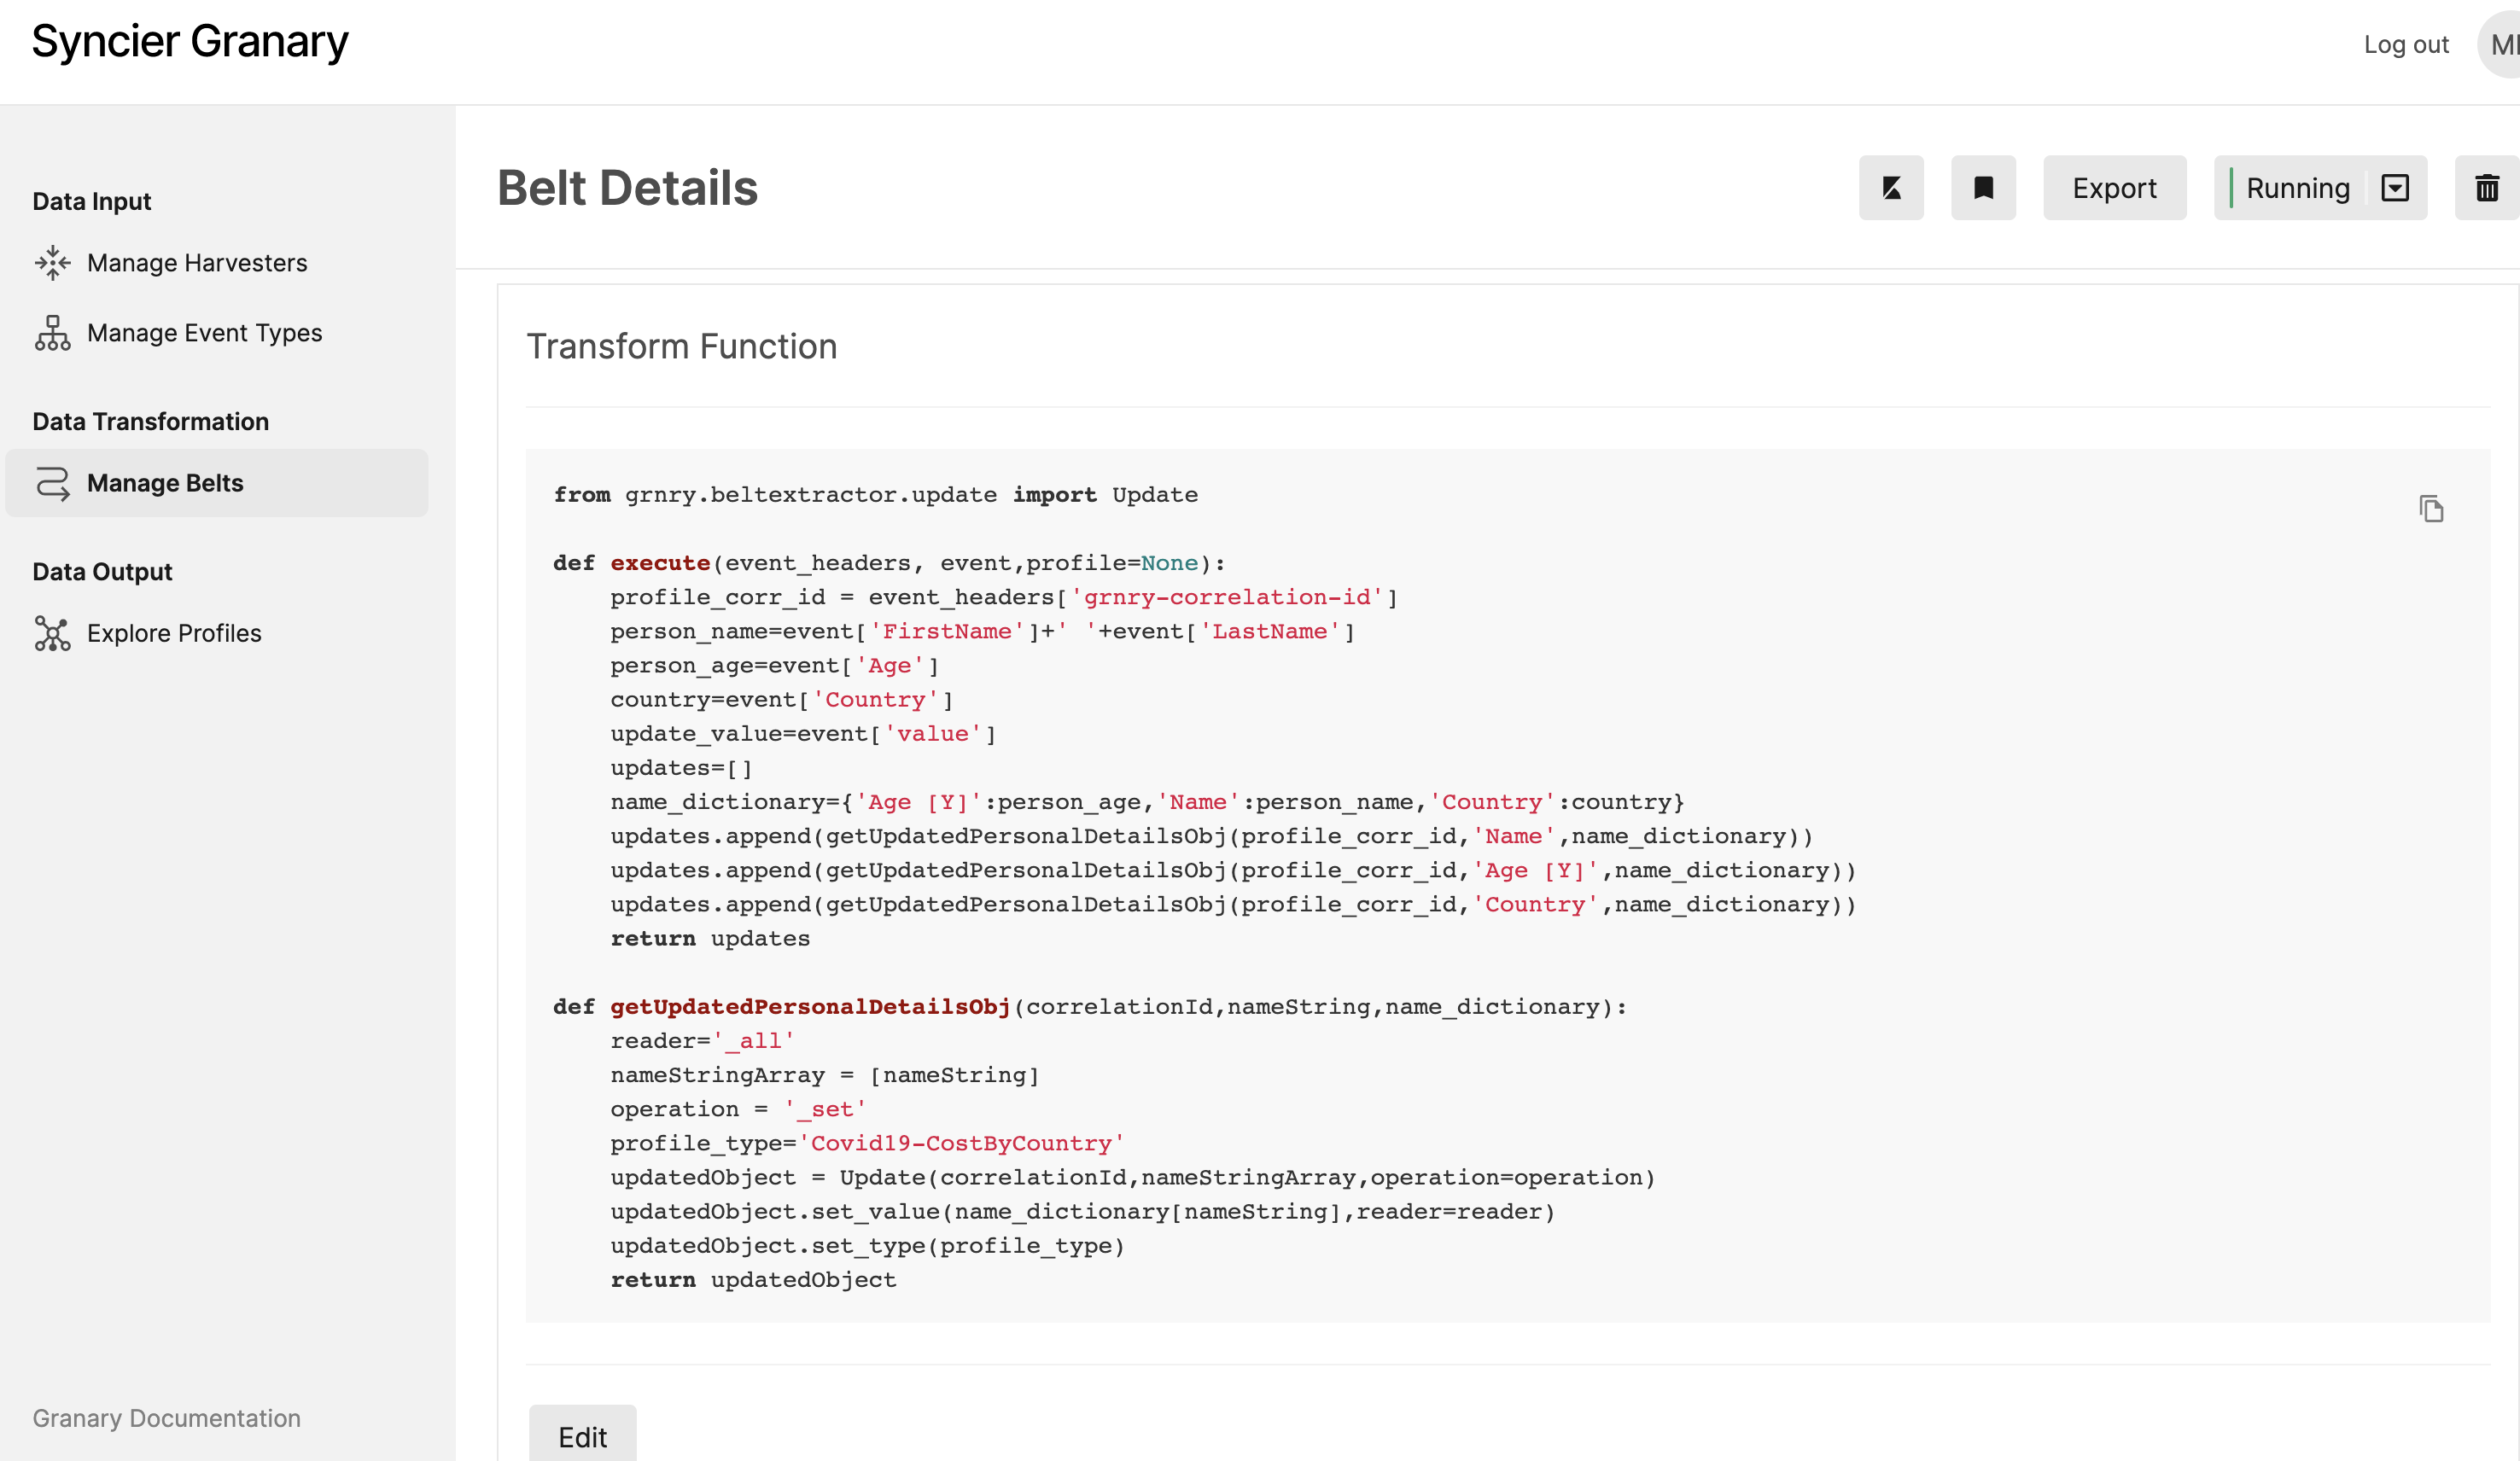 Syncier Granary
Log out
Data Input
Manage Harvesters
Manage Event Types
Data Transformation
Manage Belts
Data Output
Explore Profiles
Granary Documentation
Belt Details
Export
Running
Transform Function
from grnry.beltextractor.update import Update
def execute(event_headers, event,profile=None):
    profile_corr_id = event_headers['grnry-correlation-id']
    person_name=event['FirstName']+' '+event['LastName']
    person_age=event['Age']
    country=event['Country']
    update_value=event['value']
    updates=[]
    name_dictionary={'Age [Y]':person_age,'Name':person_name,'Country':country}
    updates.append(getUpdatedPersonalDetailsObj(profile_corr_id,'Name',name_dictionary))
    updates.append(getUpdatedPersonalDetailsObj(profile_corr_id,'Age [Y]',name_dictionary))
    updates.append(getUpdatedPersonalDetailsObj(profile_corr_id,'Country',name_dictionary))
    return updates
def getUpdatedPersonalDetailsObj(correlationId,nameString,name_dictionary):
    reader='_all'
    nameStringArray = [nameString]
    operation = '_set'
    profile_type='Covid19-CostByCountry'
    updatedObject = Update(correlationId,nameStringArray,operation=operation)
    updatedObject.set_value(name_dictionary[nameString],reader=reader)
    updatedObject.set_type(profile_type)
    return updatedObject
Edit